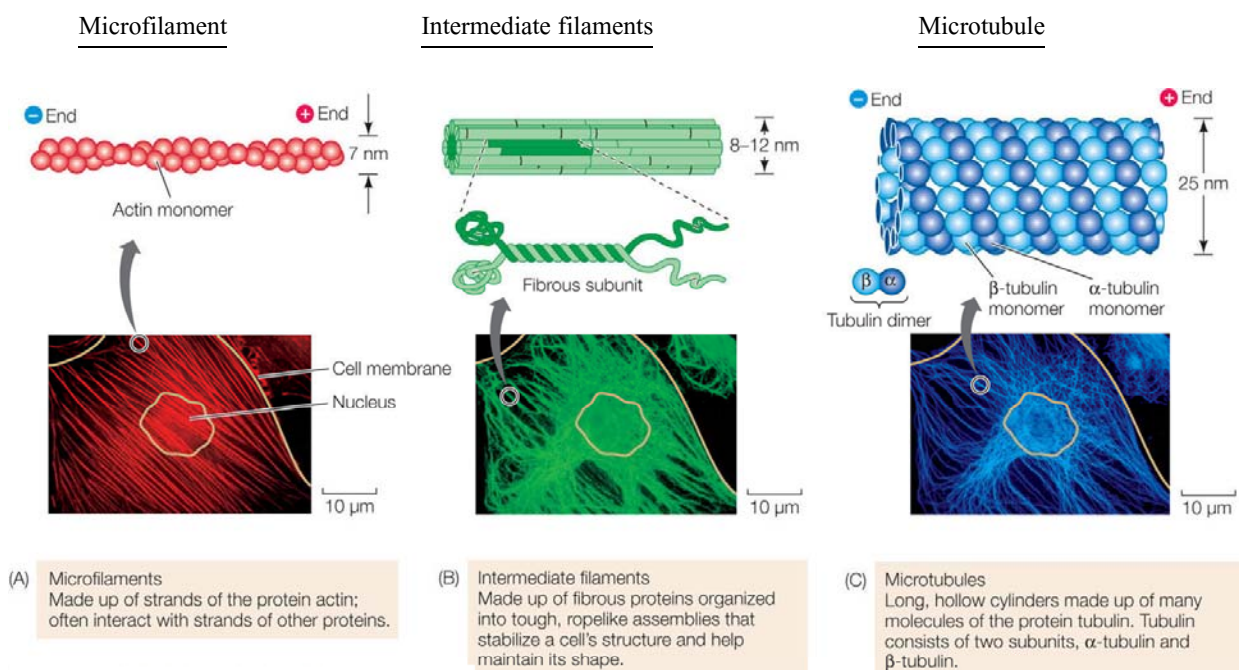 Microfilament
Intermediate filaments
Microtubule
− End
+ End
7 nm
Actin monomer
8–12 nm
Fibrous subunit
− End
+ End
25 nm
β α
Tubulin dimer
β-tubulin
monomer
α-tubulin
monomer
Cell membrane
Nucleus
10 µm
10 µm
10 µm
(A) Microfilaments
Made up of strands of the protein actin;
often interact with strands of other proteins.
(B) Intermediate filaments
Made up of fibrous proteins organized
into tough, ropelike assemblies that
stabilize a cell’s structure and help
maintain its shape.
(C) Microtubules
Long, hollow cylinders made up of many
molecules of the protein tubulin. Tubulin
consists of two subunits, α-tubulin and
β-tubulin.